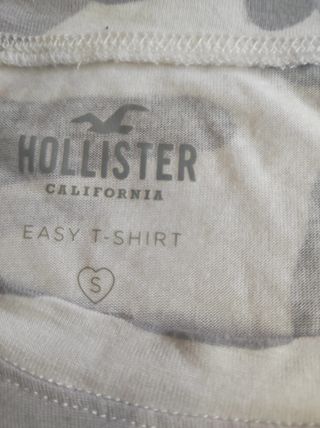 HOLLISTER
CALIFORNIA
EASY T-SHIRT
S